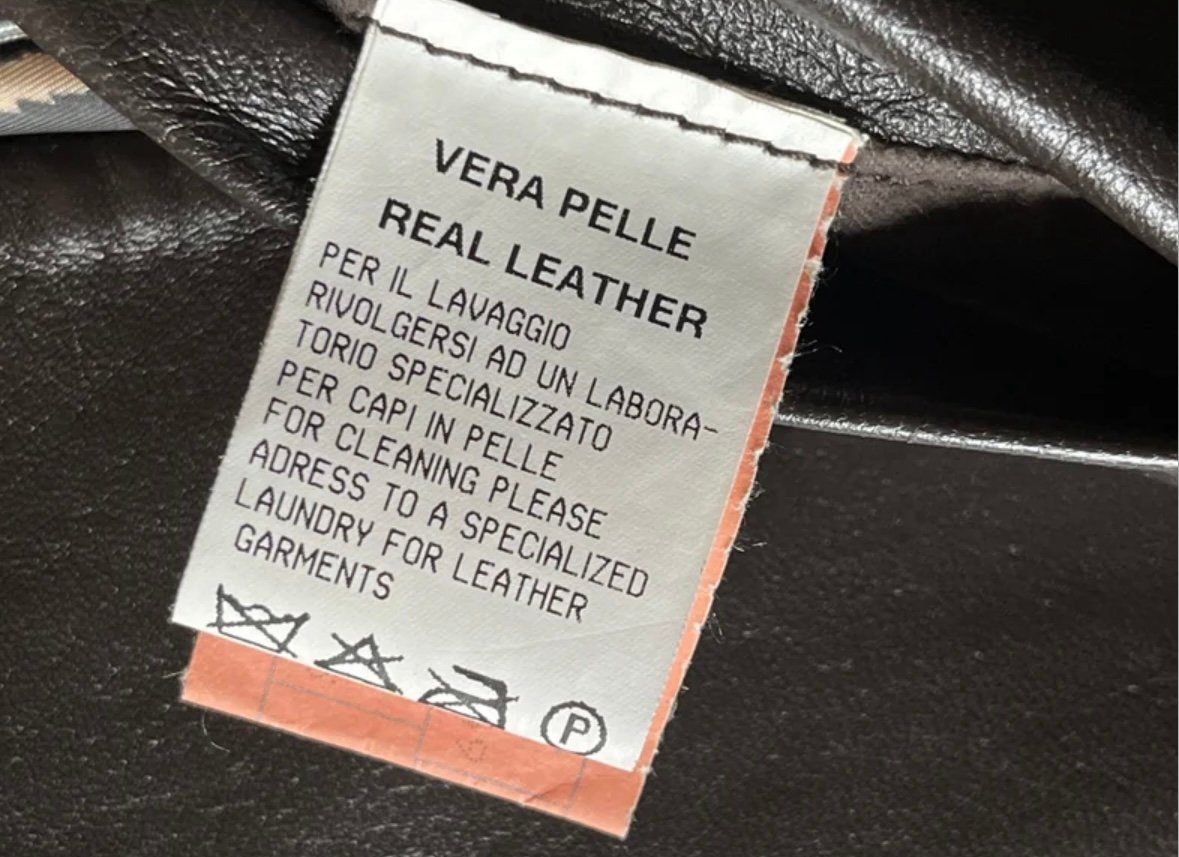 VERA PELLE
REAL LEATHER
PER IL LAVAGGIO
RIVOLGERSI AD UN LABORA-
TORIO SPECIALIZZATO
PER CAPI IN PELLE
FOR CLEANING PLEASE
ADRESS TO A SPECIALIZED
LAUNDRY FOR LEATHER
GARMENTS
P